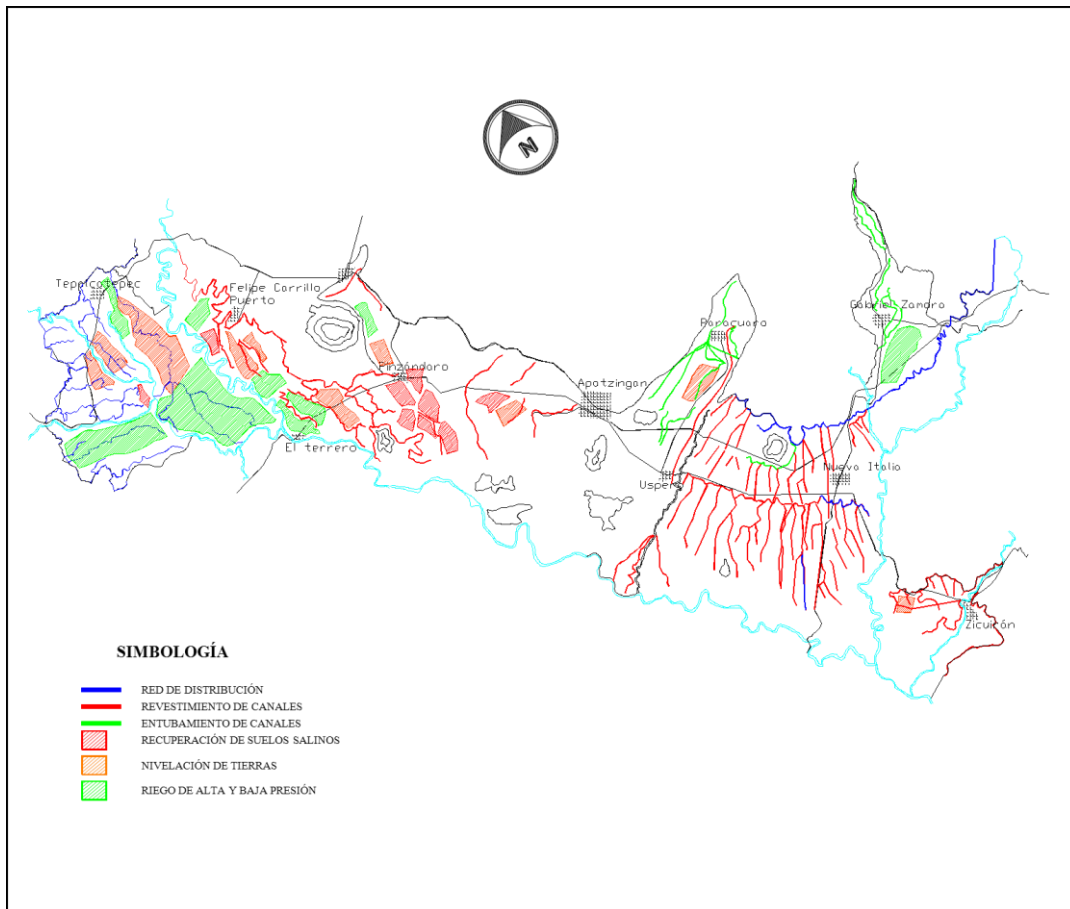 N
Tepalcatepec
Felipe Carrillo
Puerto
Gabriel Zamora
Paracuaro
Pinzándaro
Apatzingan
El terrero
Uspero
Nueva Italia
Zicuirán
SIMBOLOGÍA
RED DE DISTRIBUCIÓN
REVESTIMIENTO DE CANALES
ENTUBAMIENTO DE CANALES
RECUPERACIÓN DE SUELOS SALINOS
NIVELACIÓN DE TIERRAS
RIEGO DE ALTA Y BAJA PRESIÓN